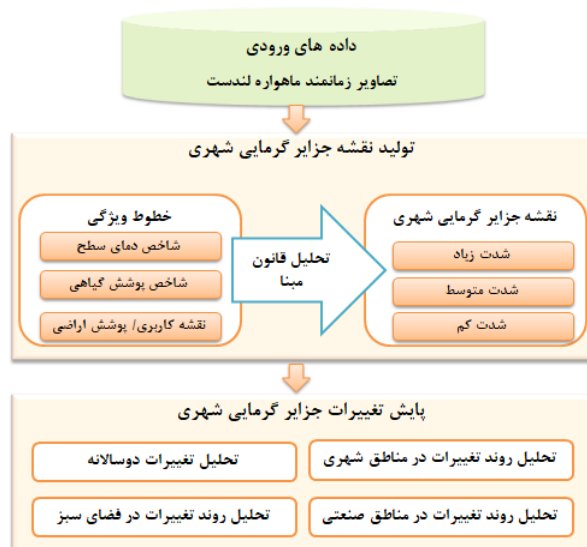 داده های ورودی
تصاویر زمانمند ماهواره لندست
تولید نقشه جزایر گرمایی شهری
خطوط ویژگی
شاخص دمای سطح
شاخص پوشش گیاهی
نقشه کاربری/ پوشش اراضی
تحلیل قانون
مبنا
نقشه جزایر گرمایی شهری
شدت زیاد
شدت متوسط
شدت کم
پایش تغییرات جزایر گرمایی شهری
تحلیل روند تغییرات در مناطق شهری
تحلیل تغییرات دوسالانه
تحلیل روند تغییرات در مناطق صنعتی
تحلیل روند تغییرات در فضای سبز